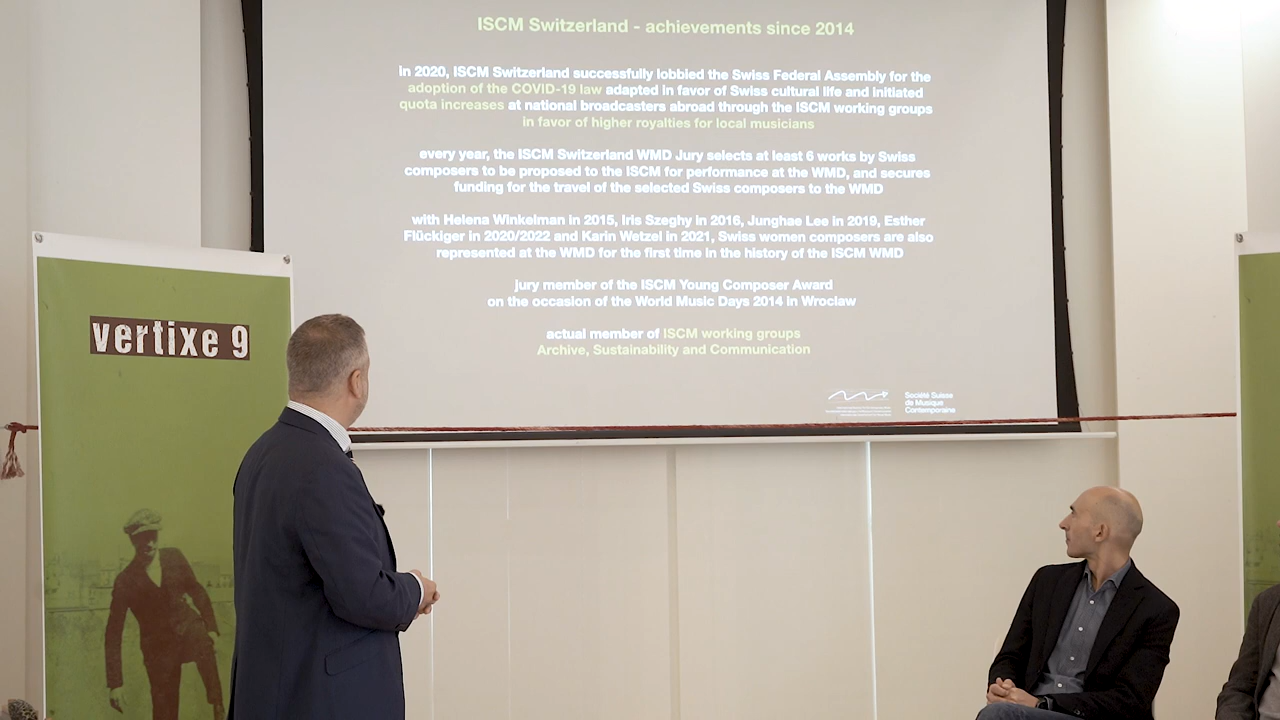 ISCM Switzerland - achievements since 2014
in 2020, ISCM Switzerland successfully lobbied the Swiss Federal Assembly for the
adoption of the COVID-19 law adapted in favor of Swiss cultural life and initiated
quota increases at national broadcasters abroad through the ISCM working groups
in favor of higher royalties for local musicians
every year, the ISCM Switzerland WMD Jury selects at least 6 works by Swiss
composers to be proposed to the ISCM for performance at the WMD, and secures
funding for the travel of the selected Swiss composers to the WMD
with Helena Winkelman in 2015, Iris Szeghy in 2016, Junghae Lee in 2019, Esther
Flückiger in 2020/2022 and Karin Wetzel in 2021, Swiss women composers are also
represented at the WMD for the first time in the history of the ISCM WMD
jury member of the ISCM Young Composer Award
on the occasion of the World Music Days 2014 in Wroclaw
actual member of ISCM working groups
Archive, Sustainability and Communication
Société Suisse
de Musique
Contemporaine
vertixe 9